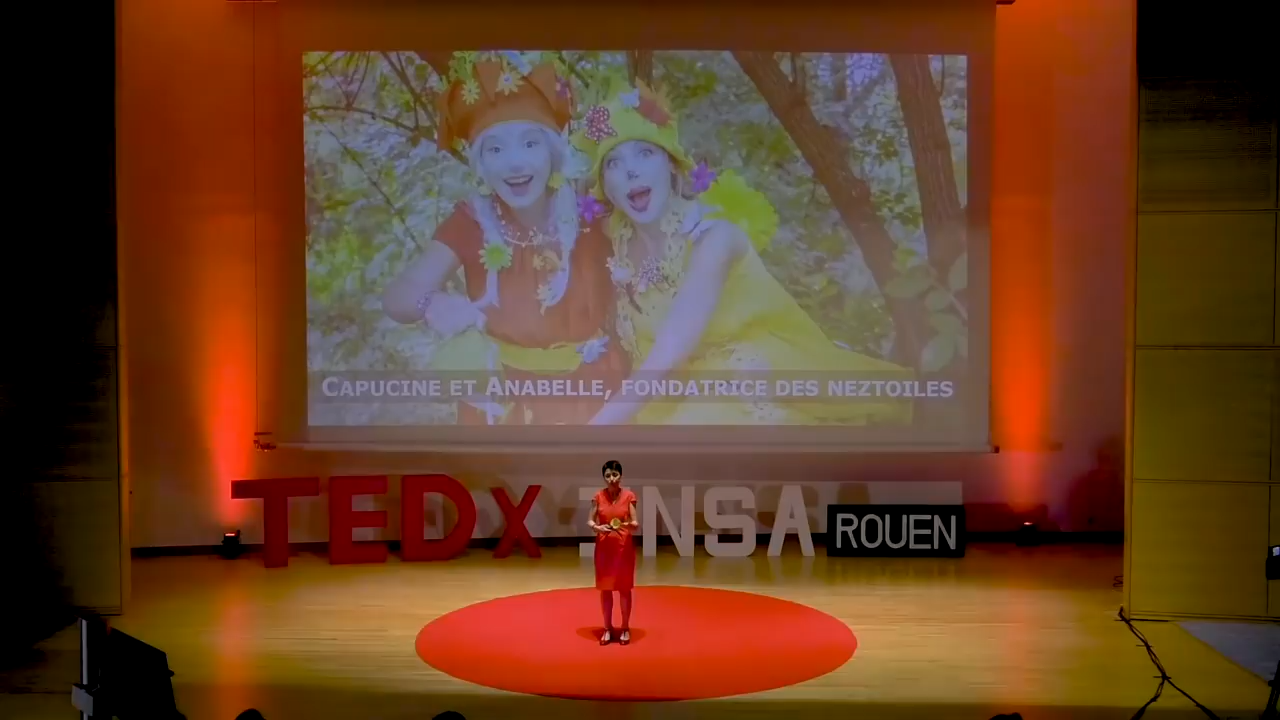 CAPUCINE ET ANABELLE, FONDATRICE DES NEZTOILES
TEDX INSA ROUEN